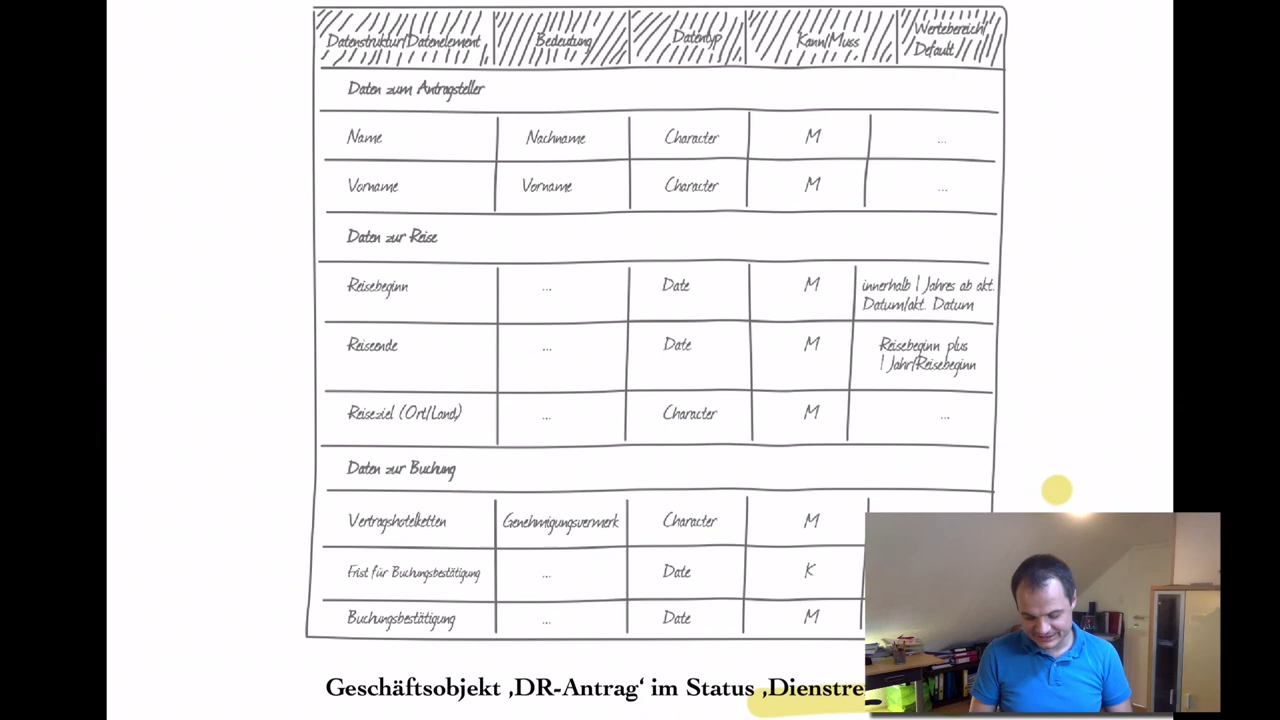 Datenstruktur/Datenelement Bedeutung Datentyp Kann/Muss Wertebereich/
Default
Daten zum Antragsteller
Name Nachname Character M ...
Vorname Vorname Character M ...
Daten zur Reise
Reisebeginn ... Date M innerhalb 1 Jahres ab akt.
Datum/akt. Datum
Reiseende ... Date M Reisebeginn plus
1 Jahr/Reisebeginn
Reiseziel (Ort/Land) ... Character M ...
Daten zur Buchung
Vertragshotelketten Genehmigungsvermerk Character M
Frist für Buchungsbestätigung ... Date K
Buchungsbestätigung ... Date M
Geschäftsobjekt ‚DR-Antrag‘ im Status ‚Dienstre